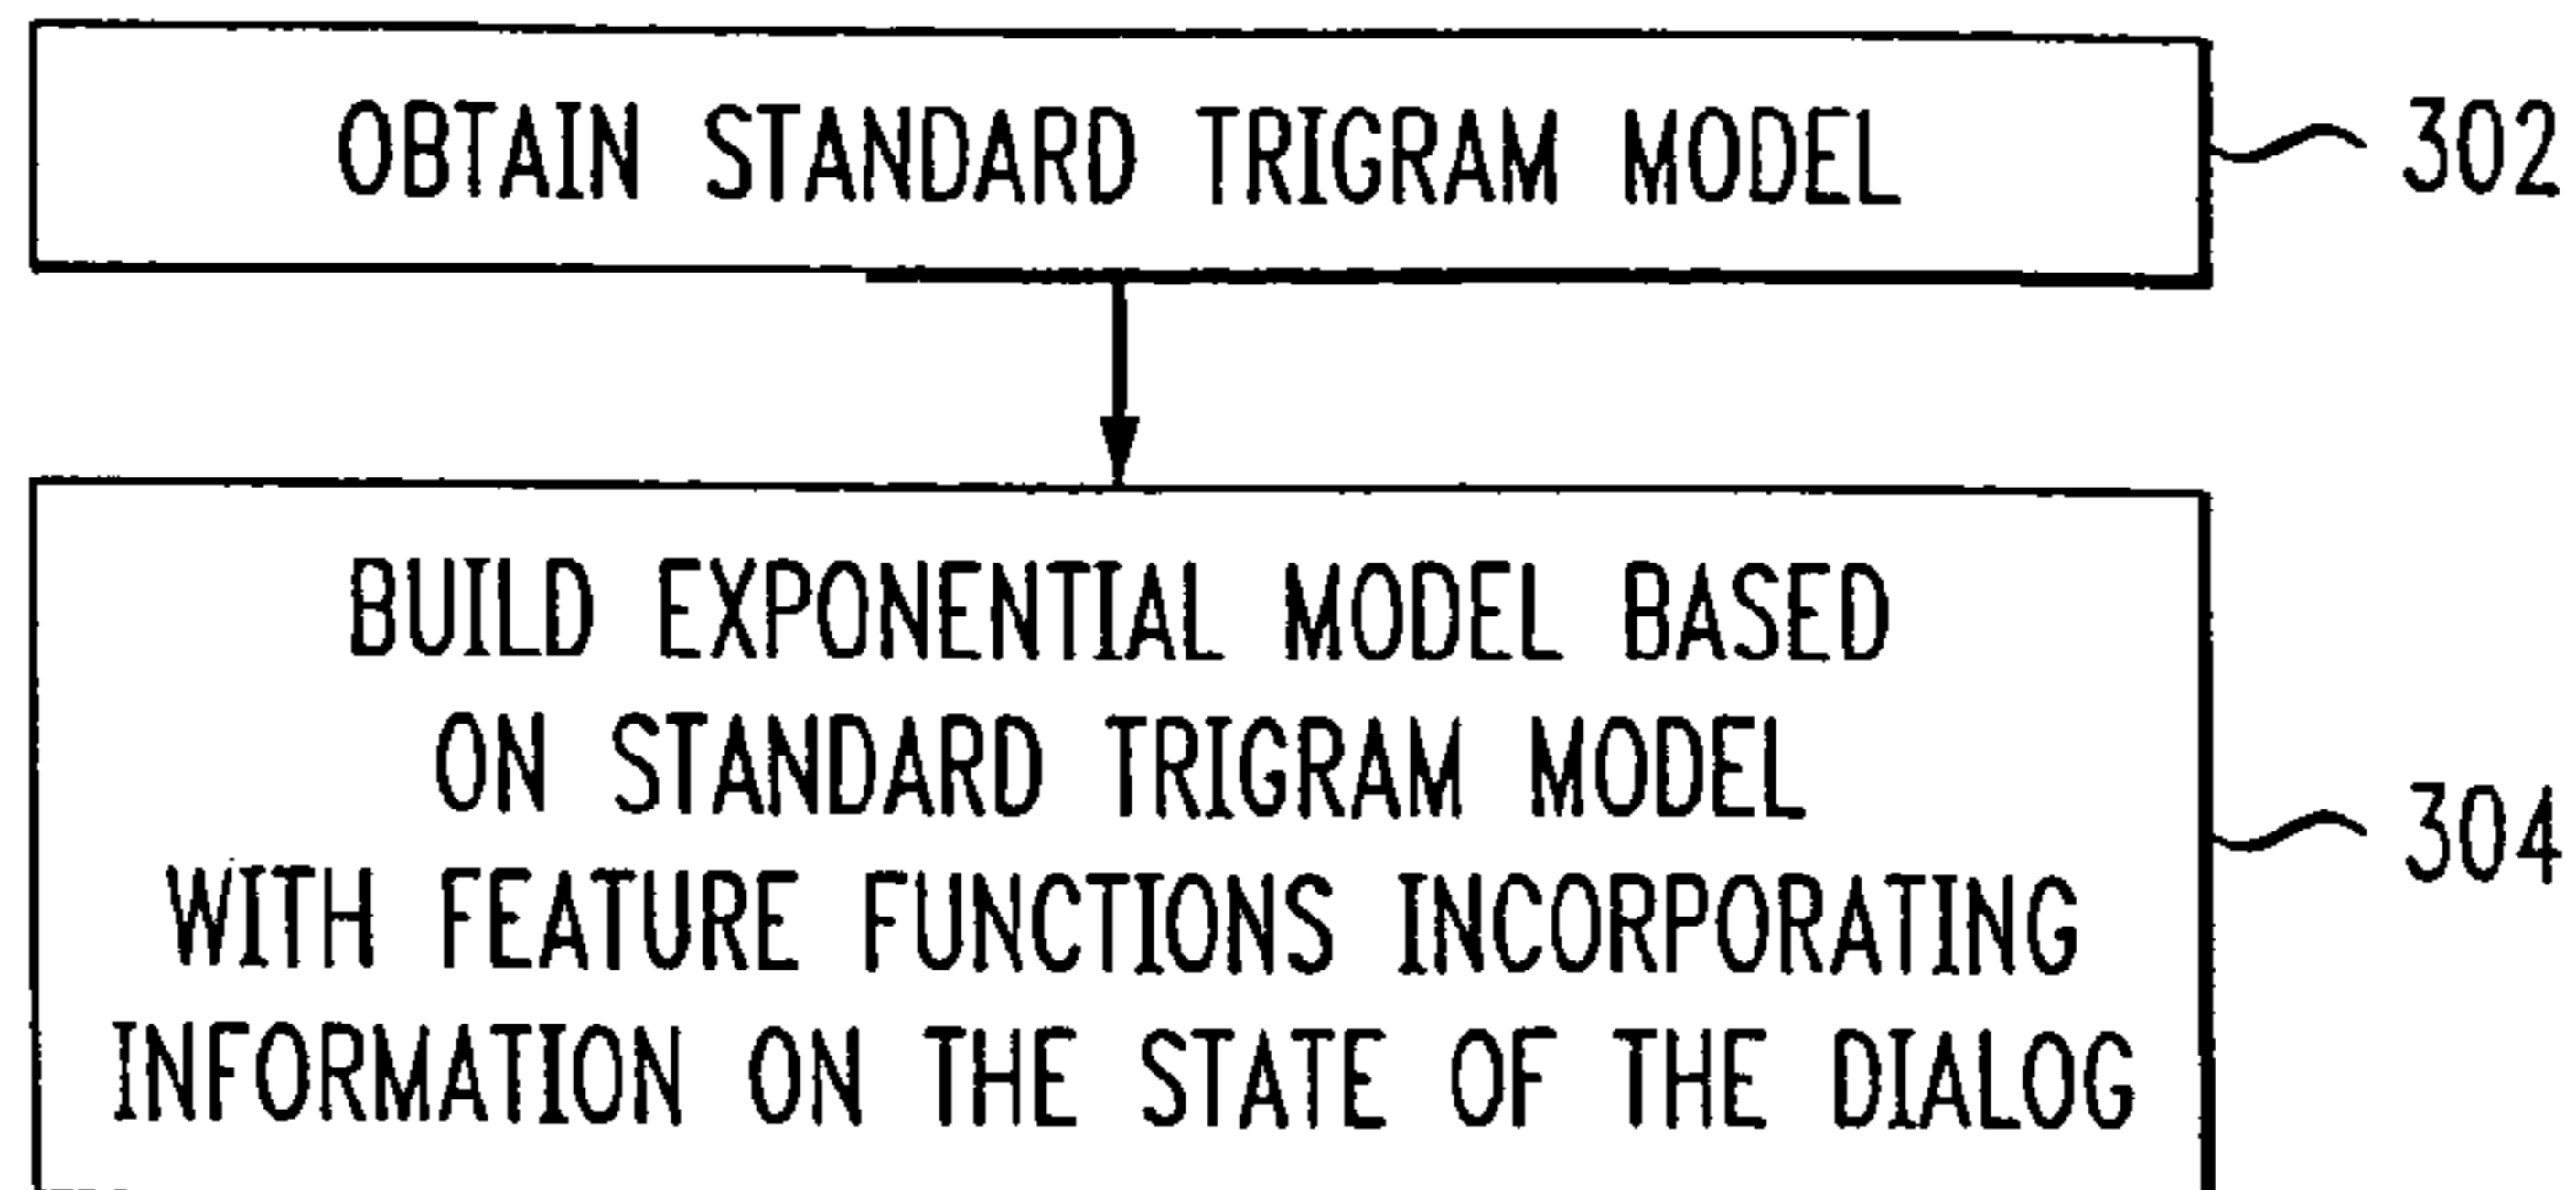 OBTAIN STANDARD TRIGRAM MODEL
302
BUILD EXPONENTIAL MODEL BASED
ON STANDARD TRIGRAM MODEL
WITH FEATURE FUNCTIONS INCORPORATING
INFORMATION ON THE STATE OF THE DIALOG
304